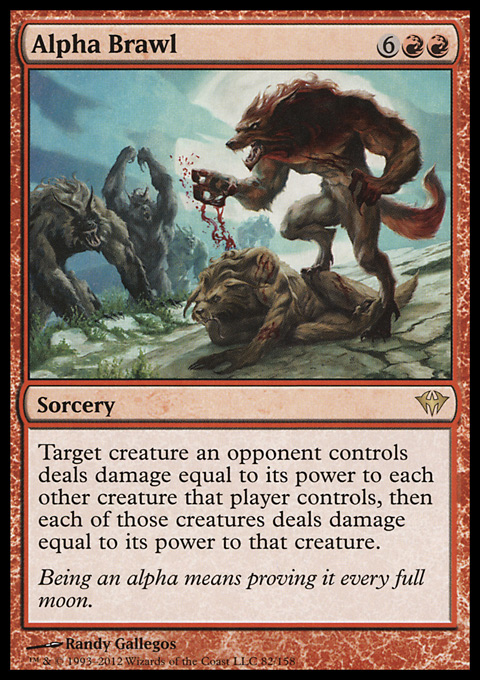 Alpha Brawl 6
Sorcery
Target creature an opponent controls
deals damage equal to its power to each
other creature that player controls, then
each of those creatures deals damage
equal to its power to that creature.
Being an alpha means proving it every full
moon.
Randy Gallegos
™ & © 1993–2012 Wizards of the Coast LLC 82/158